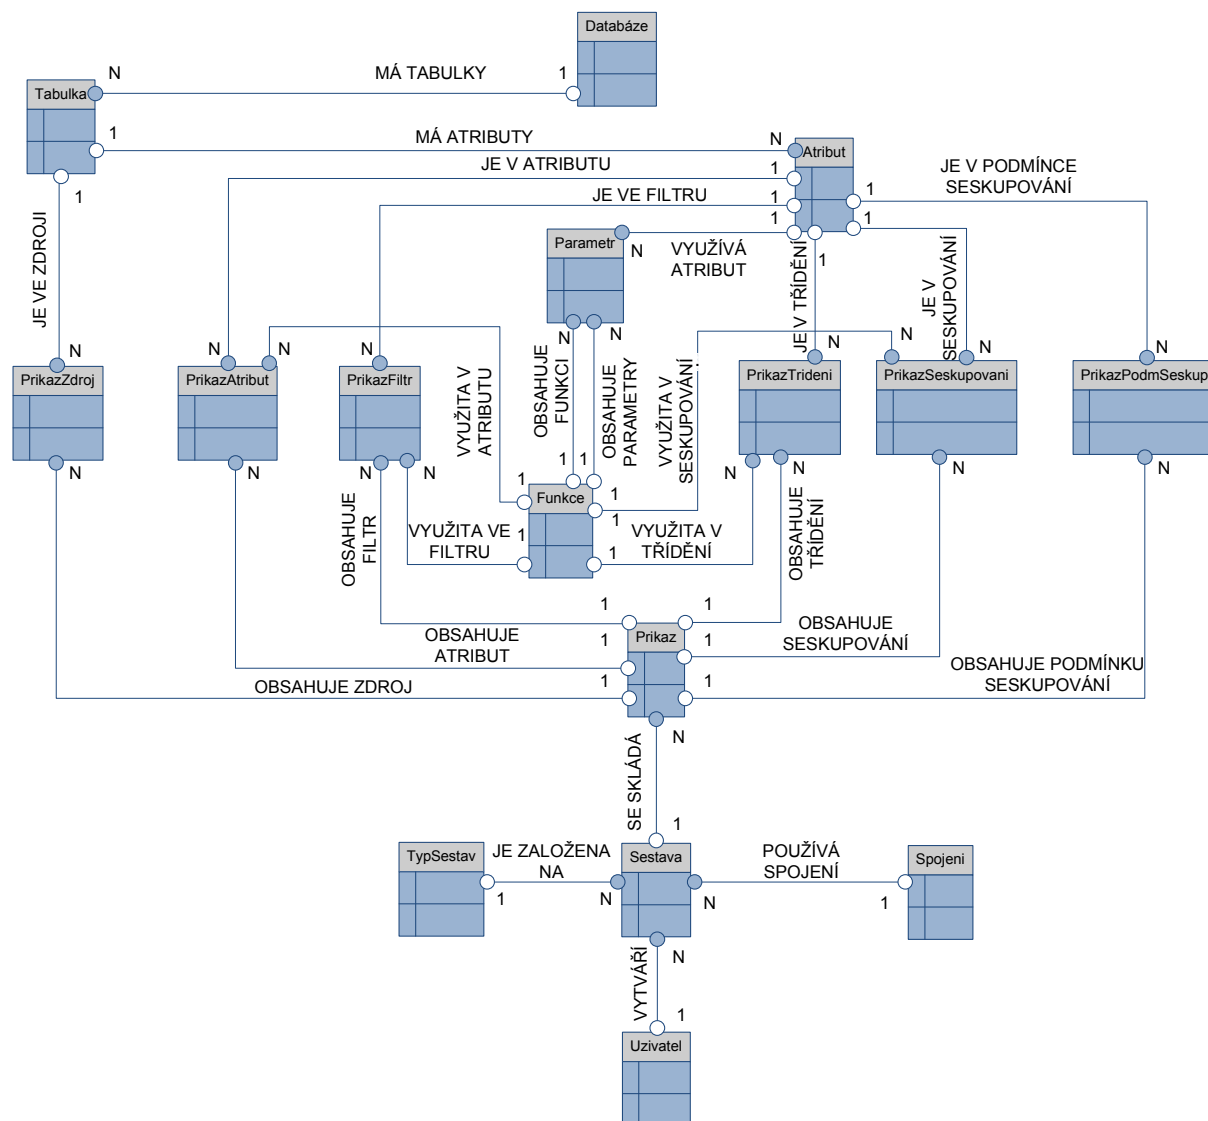 Databáze
N
MÁ TABULKY
1
Tabulka
1
MÁ ATRIBUTY
N
Atribut
JE V ATRIBUTU
1
JE V PODMÍNCE
SESKUPOVÁNÍ
1
JE VE FILTRU
1
1
1
1
Parametr
N
VYUŽÍVÁ
ATRIBUT
1
JE VE ZDROJI
JE V TŘÍDĚNÍ
JE V
SESKUPOVÁNÍ
N
N
N
N
N
N
N
N
N
N
PrikazZdroj
PrikazAtribut
PrikazFiltr
PrikazTrideni
PrikazSeskupovani
PrikazPodmSeskup
VYUŽITA V
ATRIBUTU
OBSAHUJE
FUNKCI
OBSAHUJE
PARAMETRY
VYUŽITA V
SESKUPOVÁNÍ
N
N
N
N
N
N
N
N
1
1
1
Funkce
1
OBSAHUJE
FILTR
VYUŽITA VE
FILTRU
1
1
VYUŽITA V
TŘÍDĚNÍ
1
OBSAHUJE
TŘÍDĚNÍ
1
1
OBSAHUJE
ATRIBUT
1
Prikaz
1
OBSAHUJE
SESKUPOVÁNÍ
OBSAHUJE ZDROJ
1
1
OBSAHUJE PODMÍNKU
SESKUPOVÁNÍ
N
SE SKLÁDÁ
1
TypSestav
JE ZALOŽENA
NA
Sestava
POUŽÍVÁ
SPOJENÍ
Spojeni
1
N
N
1
N
VYTVÁŘÍ
1
Uzivatel